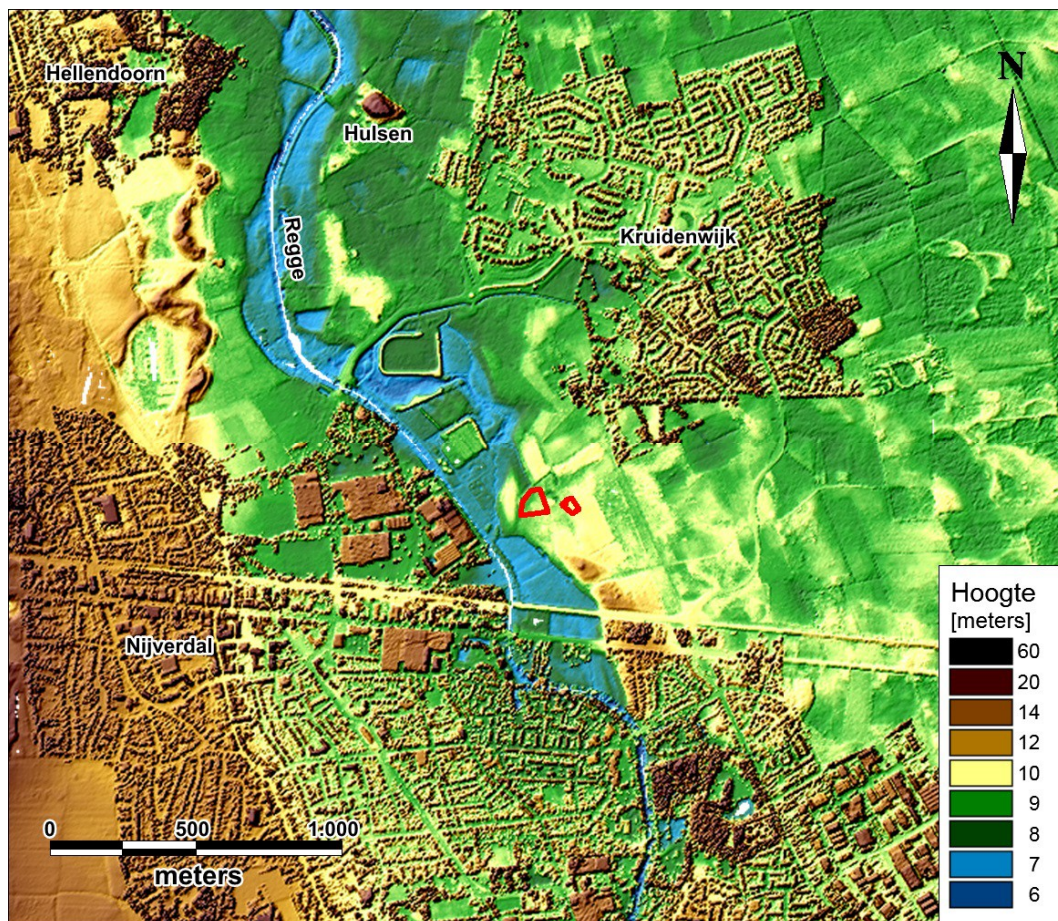 Hellendoorn
N
Hulsen
Regge
Kruidenwijk
Nijverdal
0 500 1.000
meters
Hoogte
[meters]
60
20
14
12
10
9
8
7
6